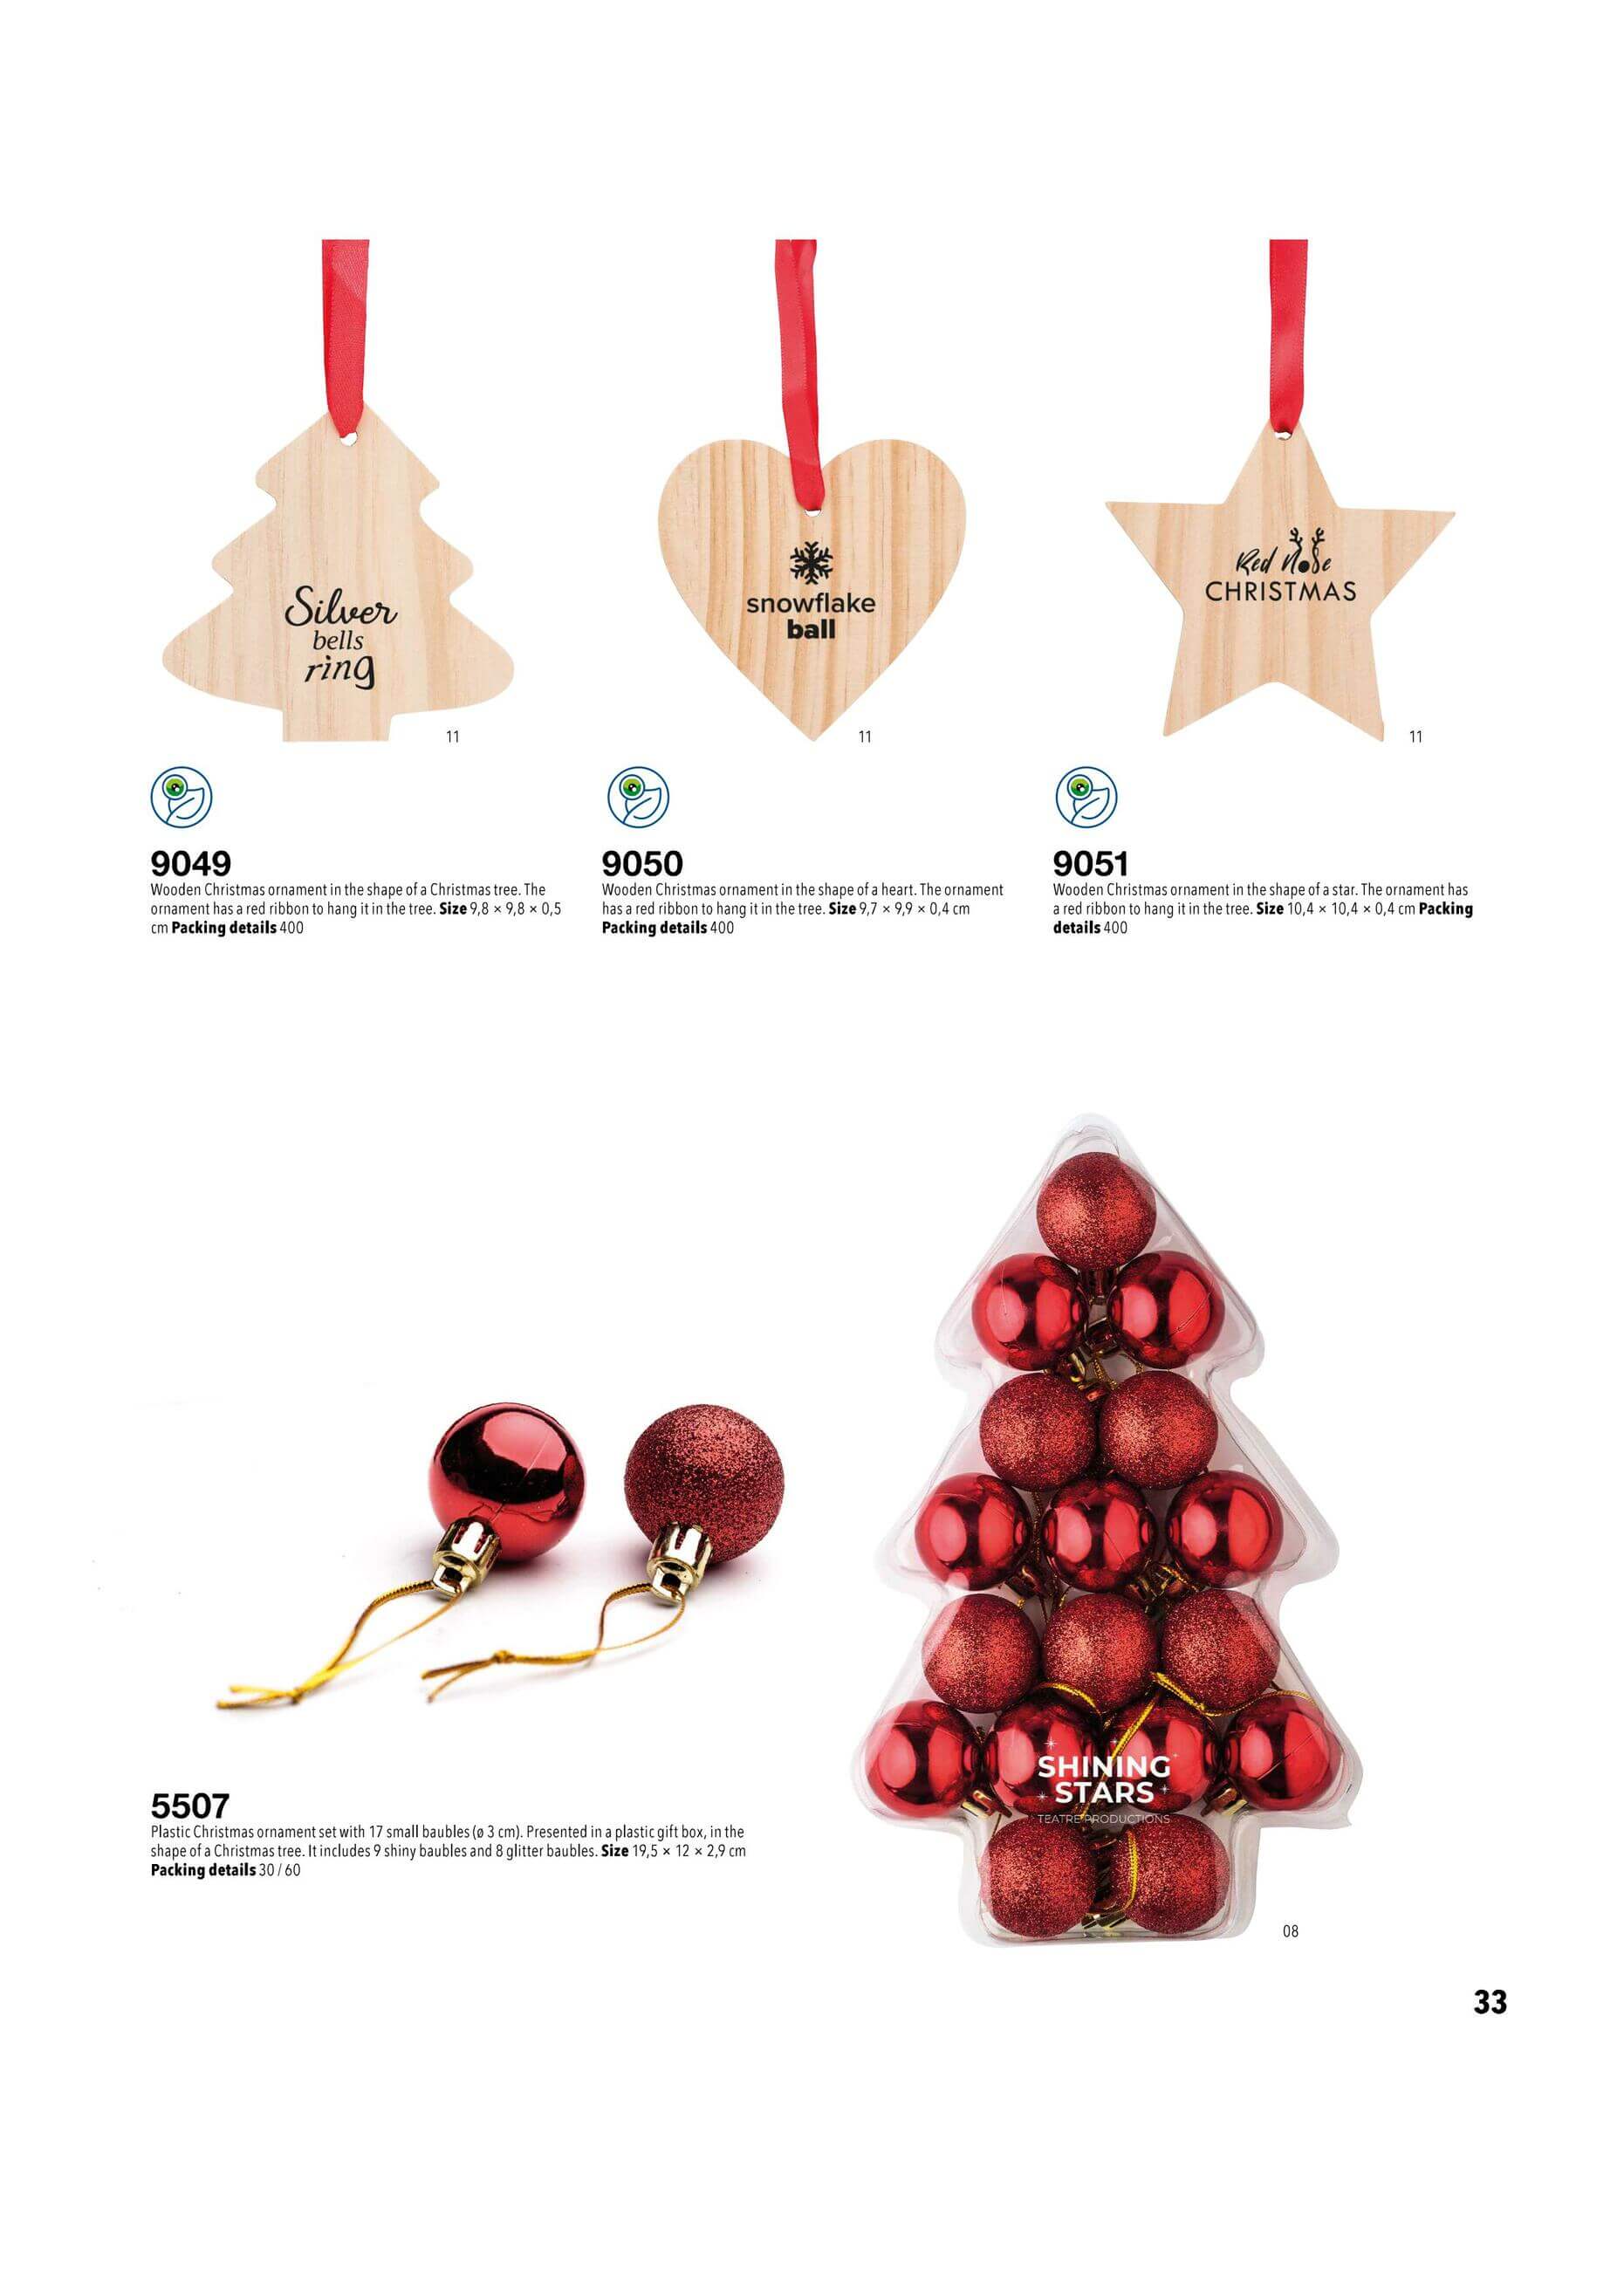 Silver
bells
ring
11
snowflake
ball
11
Red Nose
CHRISTMAS
11
9049
Wooden Christmas ornament in the shape of a Christmas tree. The
ornament has a red ribbon to hang it in the tree. Size 9,8 × 9,8 × 0,5
cm Packing details 400
9050
Wooden Christmas ornament in the shape of a heart. The ornament
has a red ribbon to hang it in the tree. Size 9,7 × 9,9 × 0,4 cm
Packing details 400
9051
Wooden Christmas ornament in the shape of a star. The ornament has
a red ribbon to hang it in the tree. Size 10,4 × 10,4 × 0,4 cm Packing
details 400
5507
Plastic Christmas ornament set with 17 small baubles (ø 3 cm). Presented in a plastic gift box, in the
shape of a Christmas tree. It includes 9 shiny baubles and 8 glitter baubles. Size 19,5 × 12 × 2,9 cm
Packing details 30 / 60
SHINING
STARS
TEATRE PRODUCTIONS
08
33